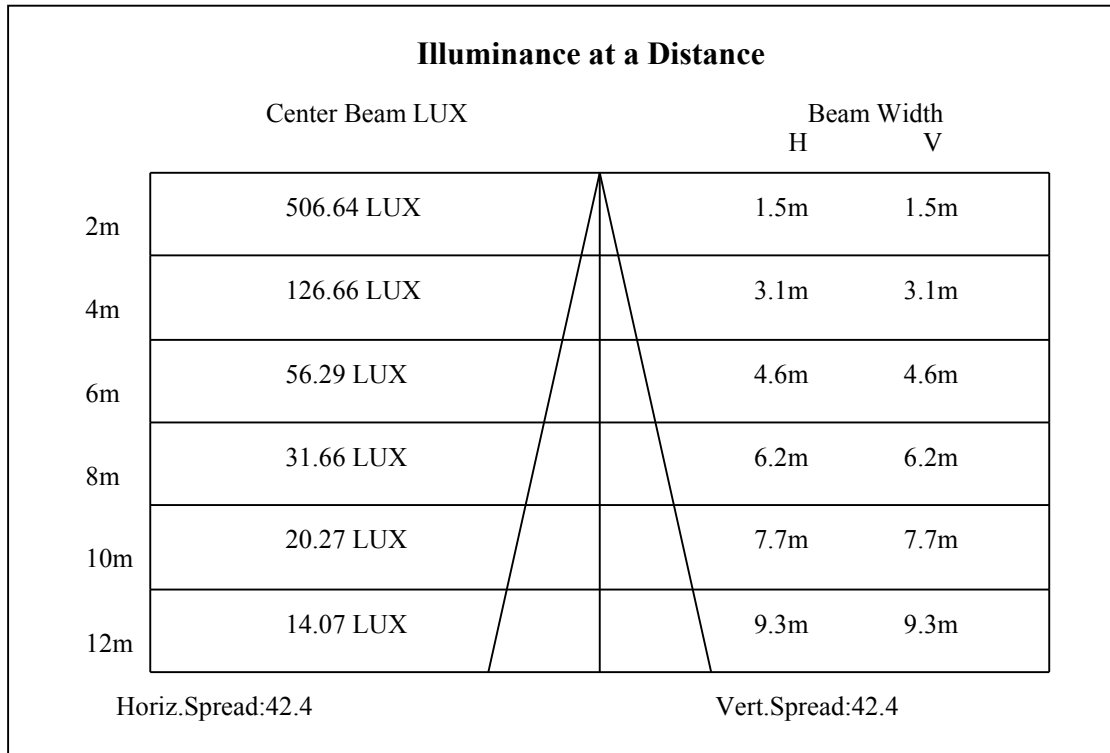 Illuminance at a Distance
Center Beam LUX Beam Width
H V
2m 506.64 LUX 1.5m 1.5m
4m 126.66 LUX 3.1m 3.1m
6m 56.29 LUX 4.6m 4.6m
8m 31.66 LUX 6.2m 6.2m
10m 20.27 LUX 7.7m 7.7m
12m 14.07 LUX 9.3m 9.3m
Horiz.Spread:42.4 Vert.Spread:42.4